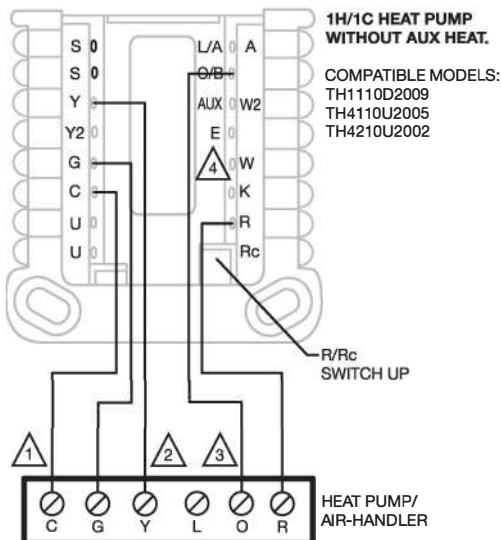 1H/1C HEAT PUMP
WITHOUT AUX HEAT.
COMPATIBLE MODELS:
TH1110D2009
TH4110U2005
TH4210U2002
S
S
Y
Y2
G
C
U
U
L/A A
O/B
AUX W2
E
4 W
K
R
Rc
R/Rc
SWITCH UP
1 2 3
C G Y L O R
HEAT PUMP/
AIR-HANDLER